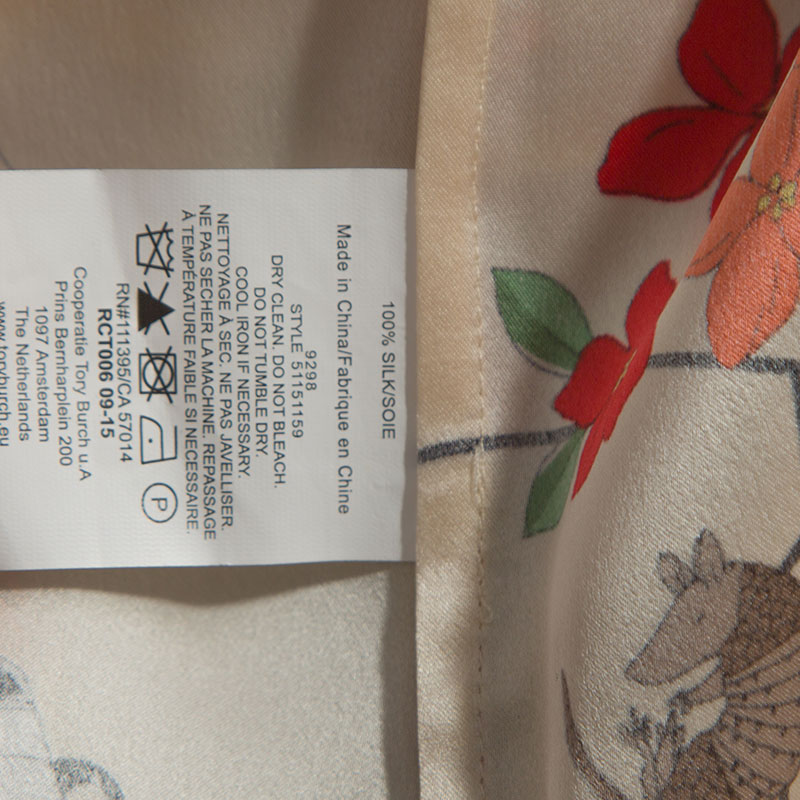 100% SILK/SOIE
Made in China/Fabrique en Chine
9298
STYLE 51151159
DRY CLEAN. DO NOT BLEACH.
DO NOT TUMBLE DRY.
COOL IRON IF NECESSARY.
NETTOYAGE À SEC. NE PAS JAVELLISER.
NE PAS SECHER LA MACHINE. REPASSAGE
À TEMPÉRATURE FAIBLE SI NECESSAIRE.
P
RN#111395/CA 57014
RCT006 09-15
Cooperatie Tory Burch u.A
Prins Bernharplein 200
1097 Amsterdam
The Netherlands
www.toryburch.eu